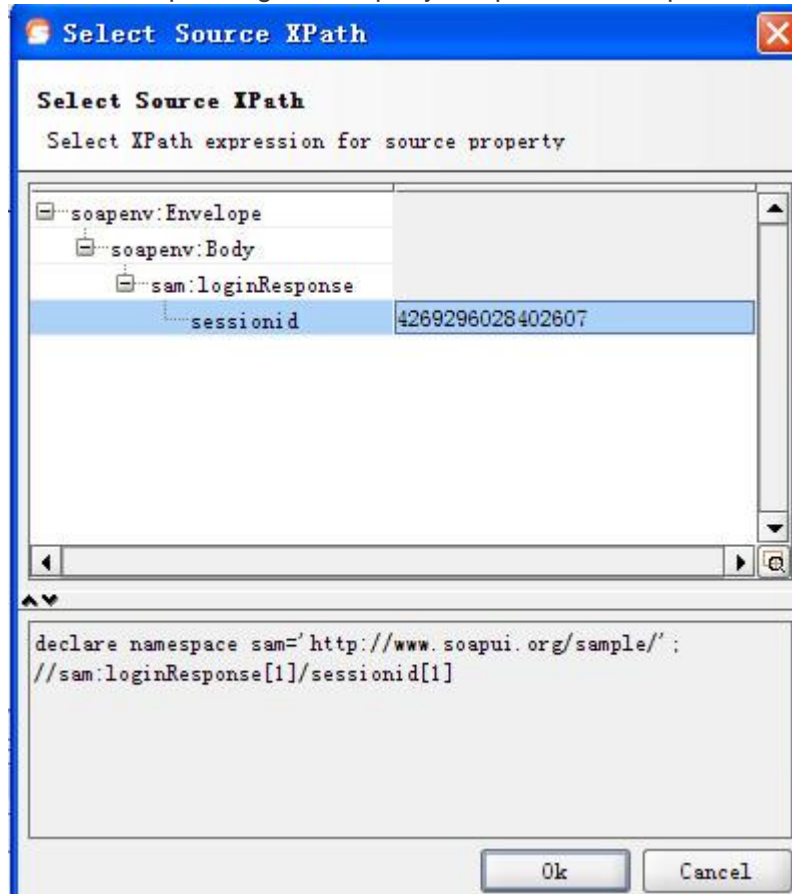 Select Source XPath
Select Source XPath
Select XPath expression for source property
soapenv:Envelope
soapenv:Body
sam:loginResponse
sessionid 4269296028402607
declare namespace sam='http://www.soapui.org/sample/';
//sam:loginResponse[1]/sessionid[1]
Ok Cancel